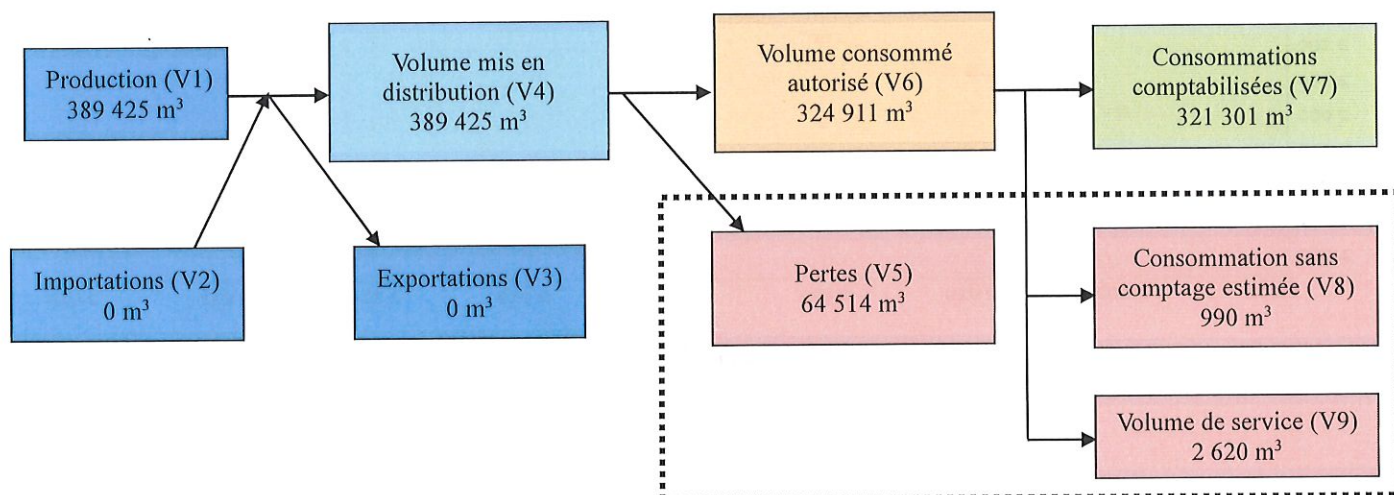 Production (V1)
389 425 m³
Volume mis en
distribution (V4)
389 425 m³
Volume consommé
autorisé (V6)
324 911 m³
Consommations
comptabilisées (V7)
321 301 m³
Importations (V2)
0 m³
Exportations (V3)
0 m³
Pertes (V5)
64 514 m³
Consommation sans
comptage estimée (V8)
990 m³
Volume de service (V9)
2 620 m³